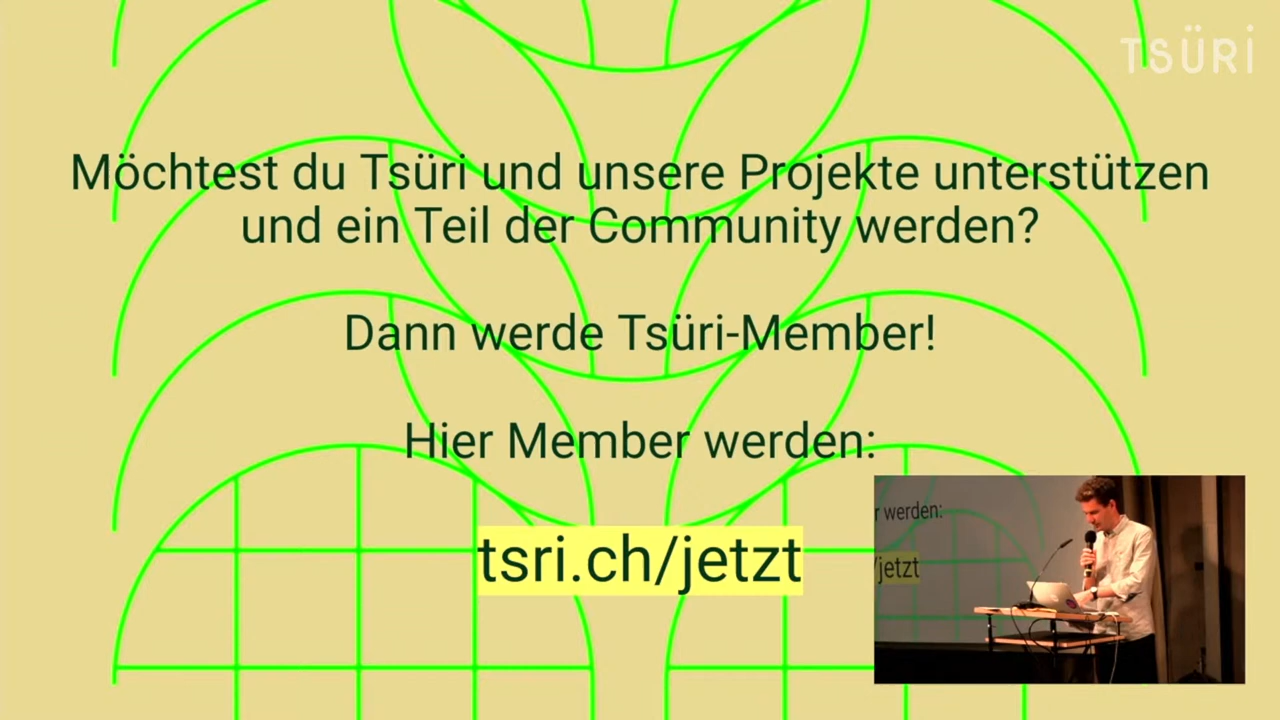 TSÜRİ
Möchtest du Tsüri und unsere Projekte unterstützen
und ein Teil der Community werden?
Dann werde Tsüri-Member!
Hier Member werden:
tsri.ch/jetzt
r werden:
/jetzt